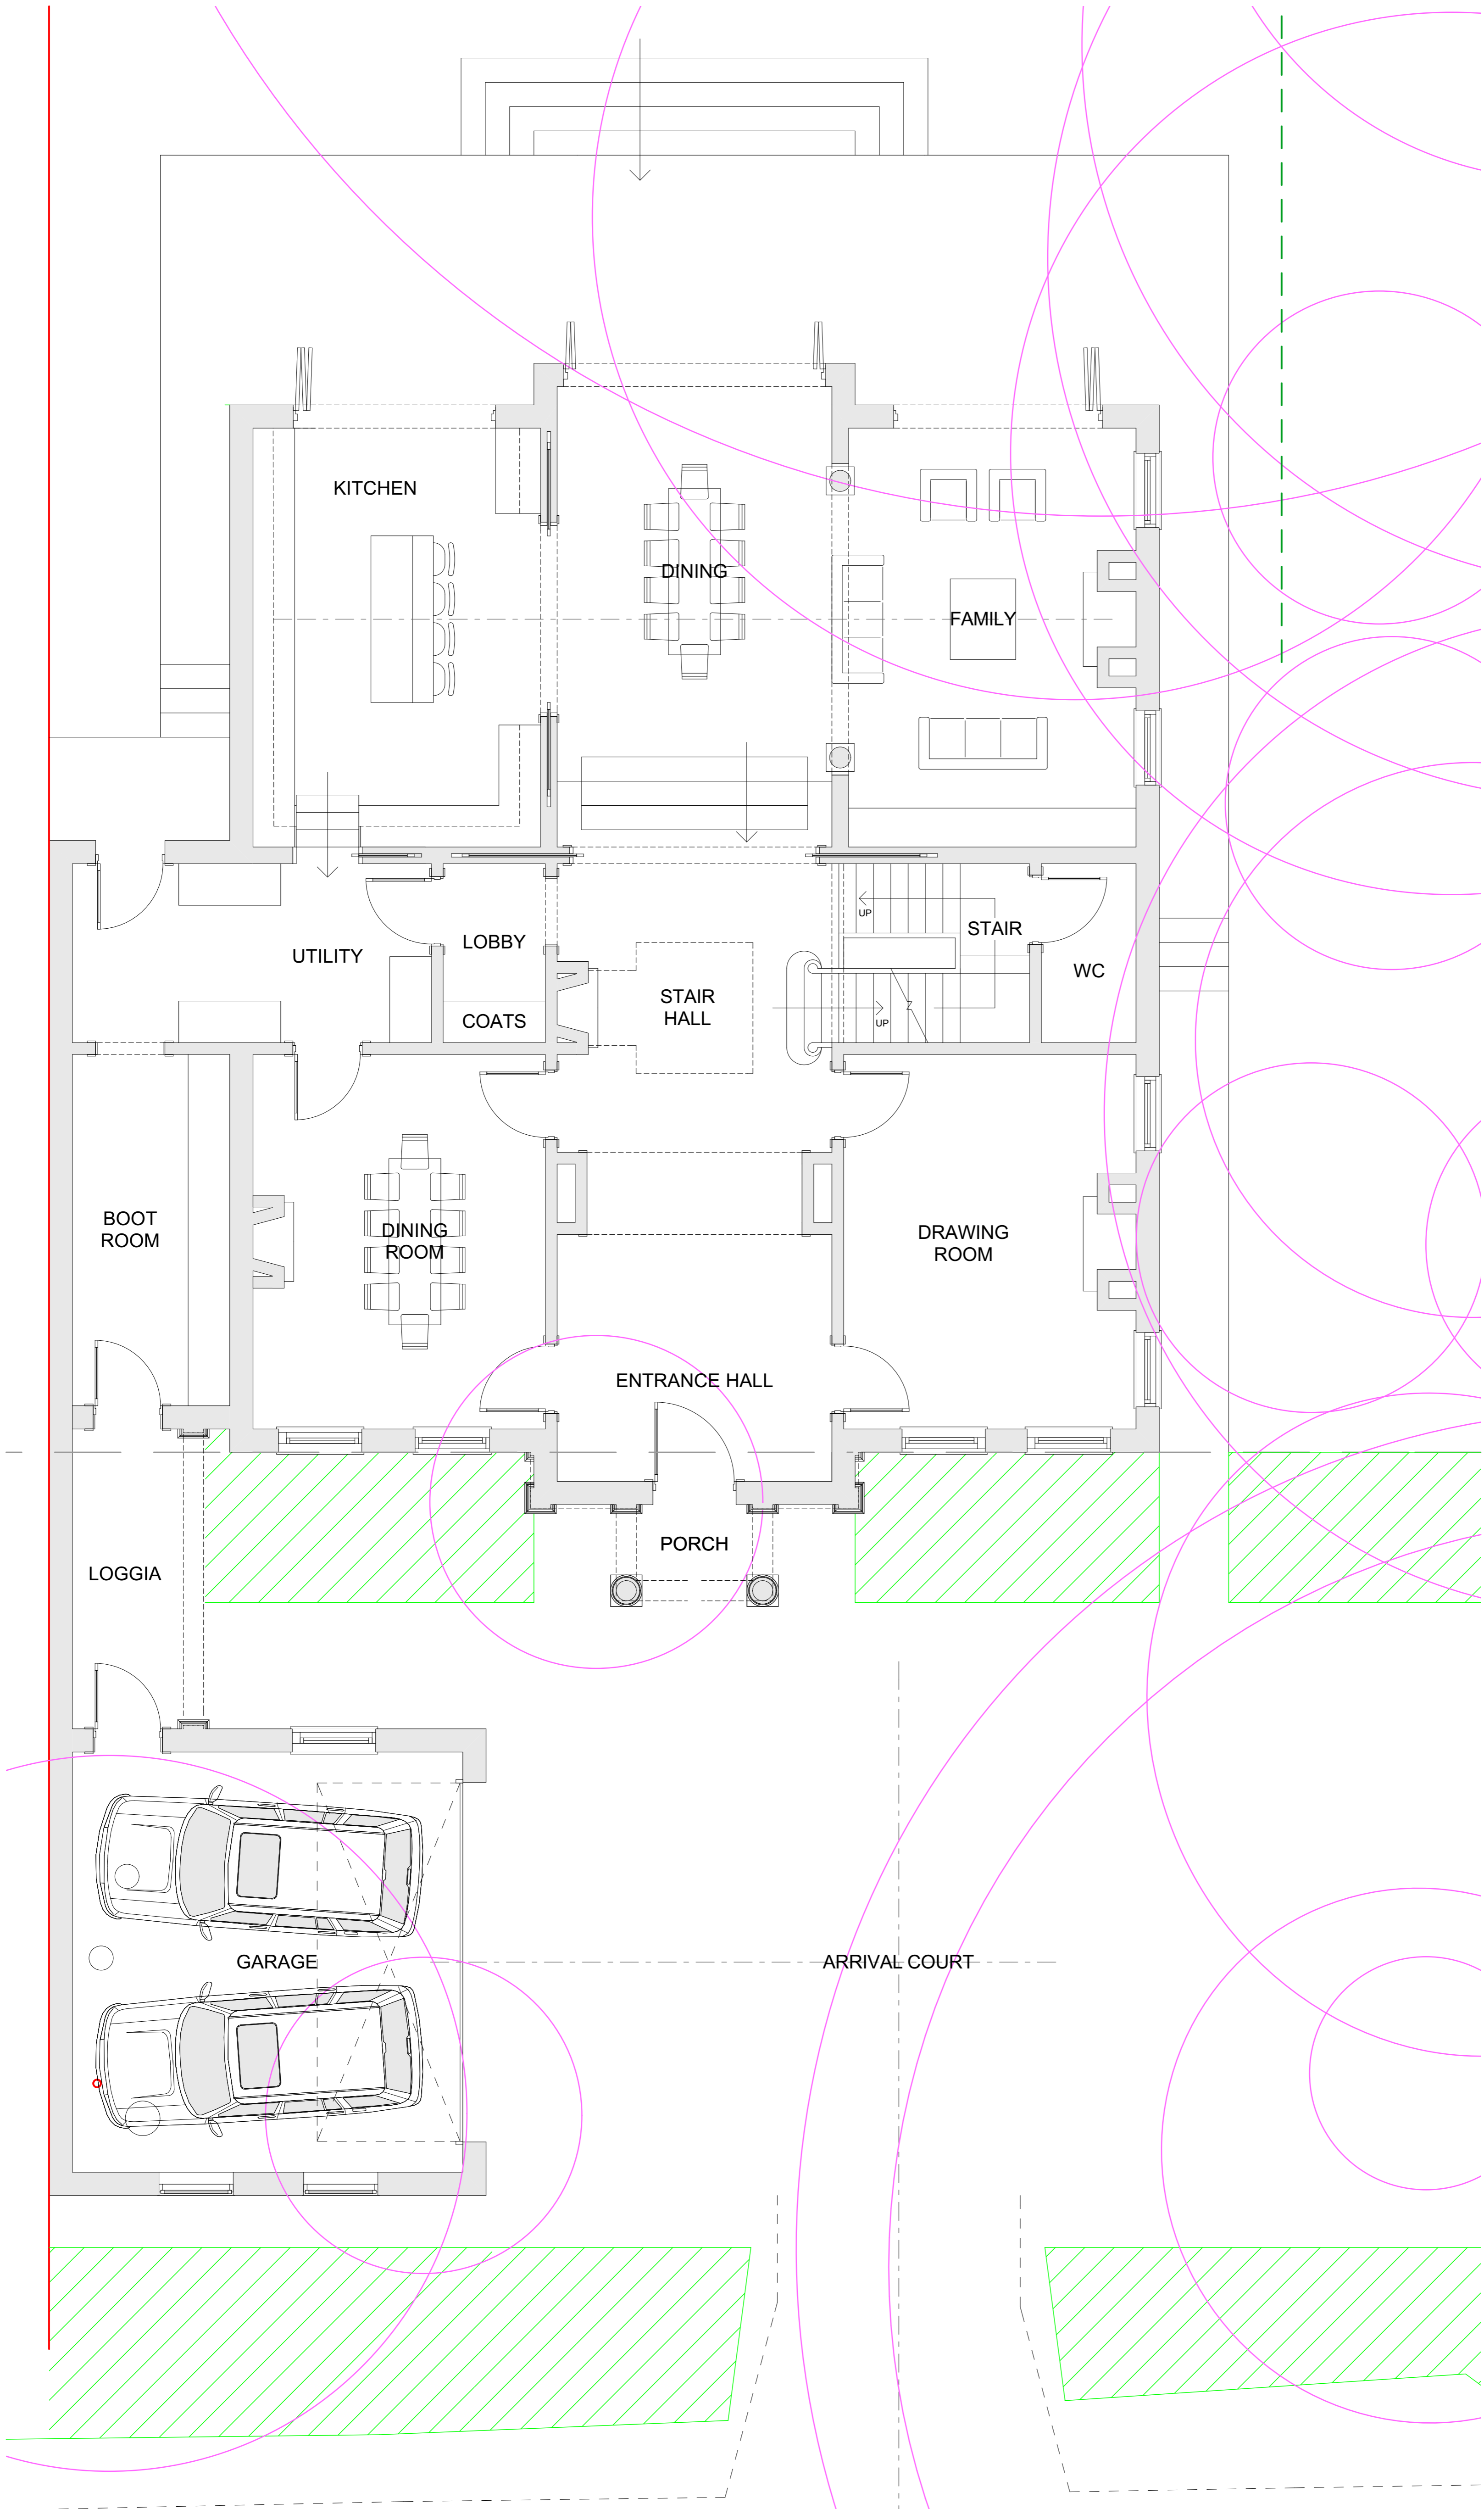 KITCHEN
DINING
FAMILY
UP
STAIR
LOBBY
UTILITY
WC
STAIR
HALL
COATS
UP
BOOT
ROOM
DINING
ROOM
DRAWING
ROOM
ENTRANCE HALL
PORCH
LOGGIA
GARAGE
ARRIVAL COURT